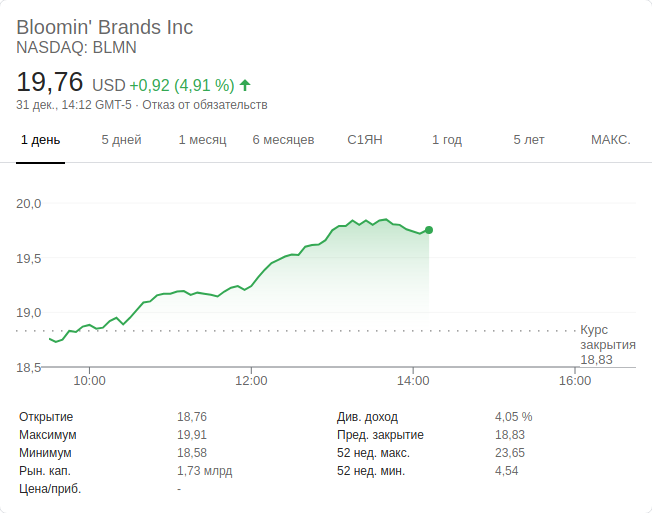 Bloomin' Brands Inc
NASDAQ: BLMN
19,76 USD +0,92 (4,91 %)
31 дек., 14:12 GMT-5 · Отказ от обязательств
1 день 5 дней 1 месяц 6 месяцев С1ЯН 1 год 5 лет МАКС.
20,0
19,5
19,0
Курс
закрытия
18,83
18,5
10:00 12:00 14:00 16:00
Открытие 18,76 Див. доход 4,05 %
Максимум 19,91 Пред. закрытие 18,83
Минимум 18,58 52 нед. макс. 23,65
Рын. кап. 1,73 млрд 52 нед. мин. 4,54
Цена/приб. -